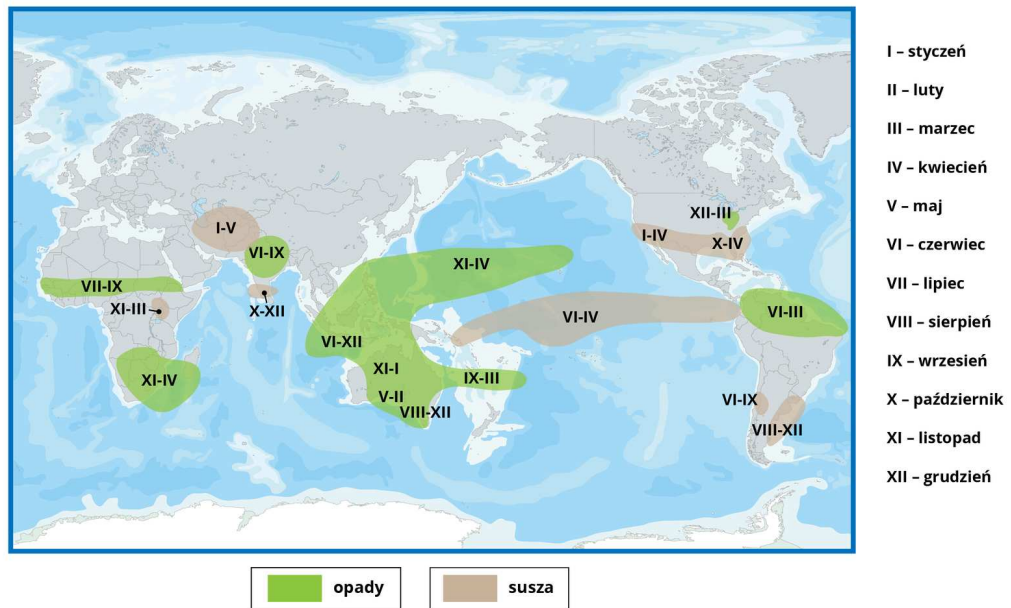 I – styczeń
II – luty
III – marzec
IV – kwiecień
V – maj
VI – czerwiec
VII – lipiec
VIII – sierpień
IX – wrzesień
X – październik
XI – listopad
XII – grudzień
XII-III
I-V
I-IV
X-IV
VI-IX
XI-IV
VII-IX
XI-III
X-XII
VI-III
VI-IV
VI-XII
XI-I
XI-IV
IX-III
V-II
VI-IX
VIII-XII
VIII-XII
opady
susza